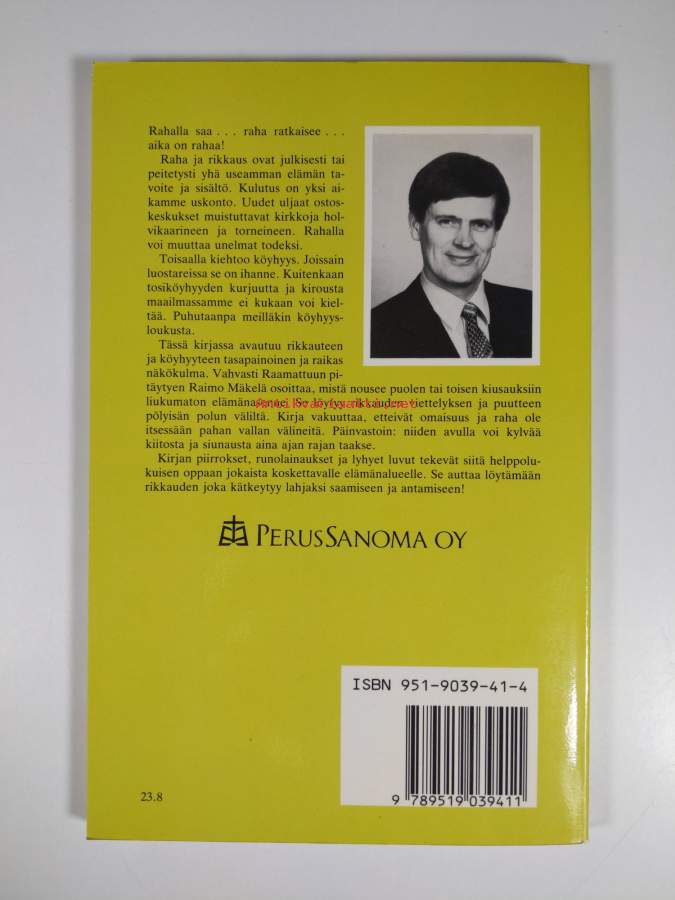 Rahalla saa . . . raha ratkaisee . . .
aika on rahaa!
Raha ja rikkaus ovat julkisesti tai
peitetysti yhä useamman elämän ta-
voite ja sisältö. Kulutus on yksi ai-
kamme uskonto. Uudet uljaat ostos-
keskukset muistuttavat kirkkoja hol-
vikaarineen ja torneineen. Rahalla
voi muuttaa unelmat todeksi.
Toisaalla kiehtoo köyhyys. Joissain
luostareissa se on ihanne. Kuitenkaan
tosiköyhyyden kurjuutta ja kirousta
maailmassamme ei kukaan voi kiel-
tää. Puhutaanpa meilläkin köyhyys-
loukusta.
Tässä kirjassa avautuu rikkauteen
ja köyhyyteen tasapainoinen ja raikas
näkökulma. Vahvasti Raamattuun pi-
täytyen Raimo Mäkelä osoittaa, mistä nousee puolen tai toisen kiusauksiin
liukumaton elämänasenne. Se löytyy rikkauden viettelyksen ja puutteen
Antikvariaatti.net
pölyisän polun väliltä. Kirja vakuuttaa, etteivät omaisuus ja raha ole
itsessään pahan vallan välineitä. Päinvastoin: niiden avulla voi kylvää
kiitosta ja siunausta aina ajan rajan taakse.
Kirjan piirrokset, runolainaukset ja lyhyet luvut tekevät siitä helppolu-
kuisen oppaan jokaista koskettavalle elämänalueelle. Se auttaa löytämään
rikkauden joka kätkeytyy lahjaksi saamiseen ja antamiseen!
PERUSSANOMA OY
ISBN 951-9039-41-4
9 789519 039411
23.8